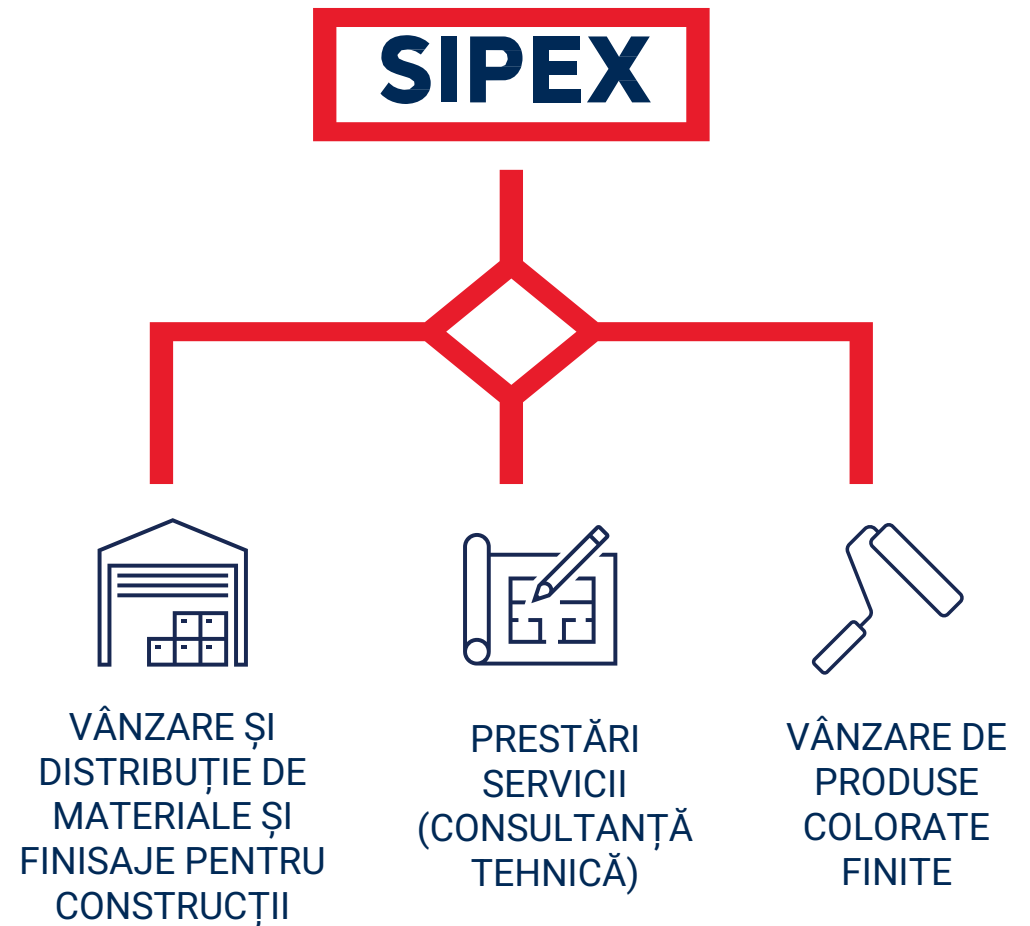 SIPEX
VÂNZARE ȘI
DISTRIBUȚIE DE
MATERIALE ȘI
FINISAJE PENTRU
CONSTRUCȚII
PRESTĂRI
SERVICII
(CONSULTANȚĂ
TEHNICĂ)
VÂNZARE DE
PRODUSE
COLORATE
FINITE